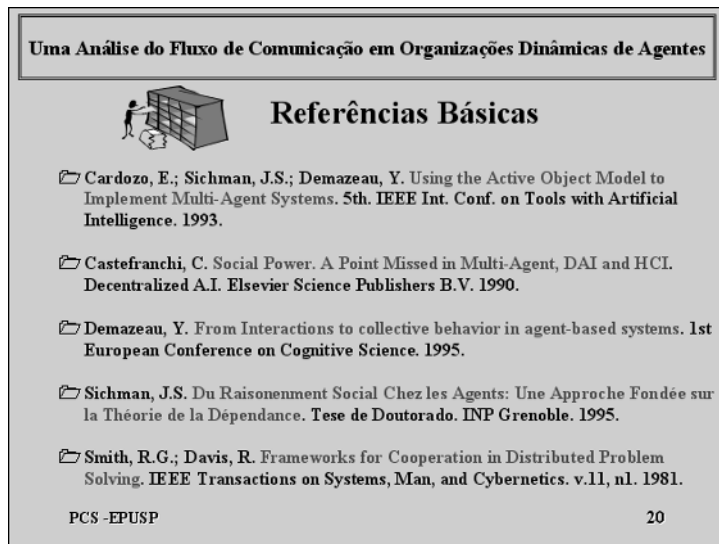 Uma Análise do Fluxo de Comunicação em Organizações Dinâmicas de Agentes
Referências Básicas
Cardozo, E.; Sichman, J.S.; Demazeau, Y. Using the Active Object Model to
Implement Multi-Agent Systems. 5th. IEEE Int. Conf. on Tools with Artificial
Intelligence. 1993.
Castefranchi, C. Social Power. A Point Missed in Multi-Agent, DAI and HCI.
Decentralized A.I. Elsevier Science Publishers B.V. 1990.
Demazeau, Y. From Interactions to collective behavior in agent-based systems. 1st
European Conference on Cognitive Science. 1995.
Sichman, J.S. Du Raisonenment Social Chez les Agents: Une Approche Fondée sur
la Théorie de la Dépendance. Tese de Doutorado. INP Grenoble. 1995.
Smith, R.G.; Davis, R. Frameworks for Cooperation in Distributed Problem
Solving. IEEE Transactions on Systems, Man, and Cybernetics. v.11, n1. 1981.
PCS -EPUSP
20